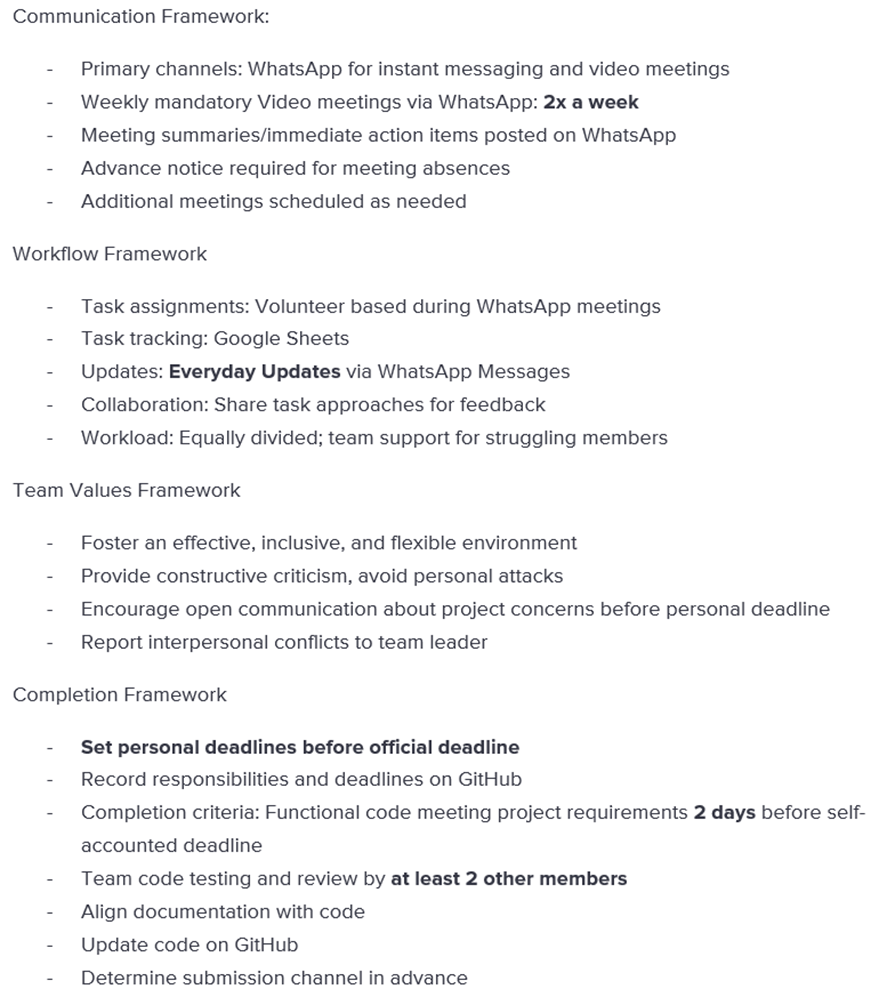 Communication Framework:
- Primary channels: WhatsApp for instant messaging and video meetings
- Weekly mandatory Video meetings via WhatsApp: 2x a week
- Meeting summaries/immediate action items posted on WhatsApp
- Advance notice required for meeting absences
- Additional meetings scheduled as needed
Workflow Framework
- Task assignments: Volunteer based during WhatsApp meetings
- Task tracking: Google Sheets
- Updates: Everyday Updates via WhatsApp Messages
- Collaboration: Share task approaches for feedback
- Workload: Equally divided; team support for struggling members
Team Values Framework
- Foster an effective, inclusive, and flexible environment
- Provide constructive criticism, avoid personal attacks
- Encourage open communication about project concerns before personal deadline
- Report interpersonal conflicts to team leader
Completion Framework
- Set personal deadlines before official deadline
- Record responsibilities and deadlines on GitHub
- Completion criteria: Functional code meeting project requirements 2 days before self-
accounted deadline
- Team code testing and review by at least 2 other members
- Align documentation with code
- Update code on GitHub
- Determine submission channel in advance